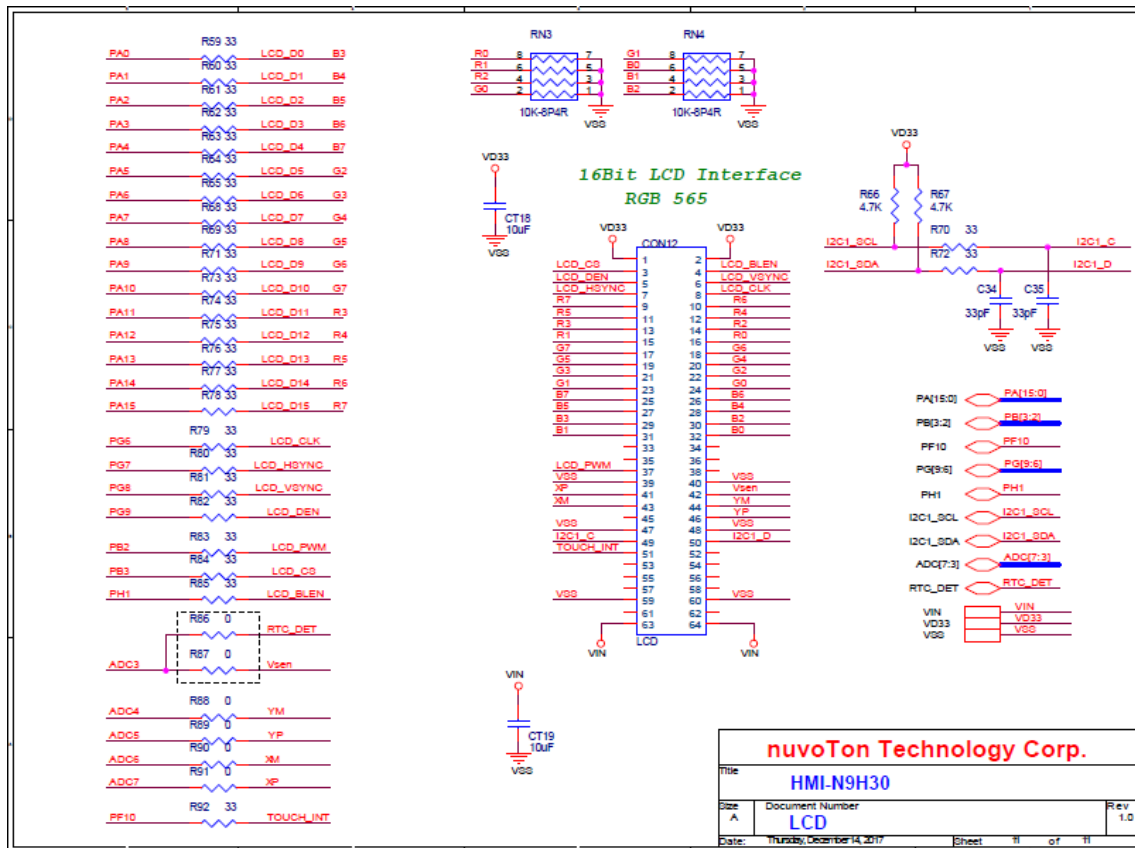 R59 33
PA0 LCD_D0 B3
R60 33
PA1 LCD_D1 B4
R61 33
PA2 LCD_D2 B5
R62 33
PA3 LCD_D3 B6
R63 33
PA4 LCD_D4 B7
R64 33
PA5 LCD_D5 G2
R65 33
PA6 LCD_D6 G3
R68 33
PA7 LCD_D7 G4
R69 33
PA8 LCD_D8 G5
R71 33
PA9 LCD_D9 G6
R73 33
PA10 LCD_D10 G7
R74 33
PA11 LCD_D11 R3
R75 33
PA12 LCD_D12 R4
R76 33
PA13 LCD_D13 R5
R77 33
PA14 LCD_D14 R6
R78 33
PA15 LCD_D15 R7
R79 33
PG6 LCD_CLK
R80 33
PG7 LCD_HSYNC
R81 33
PG8 LCD_VSYNC
R82 33
PG9 LCD_DEN
R83 33
PB2 LCD_PWM
R84 33
PB3 LCD_CS
R85 33
PH1 LCD_BLEN
R86 0
RTC_DET
R87 0
ADC3 Vsen
R88 0
ADC4 YM
R89 0
ADC5 YP
R90 0
ADC6 XM
R91 0
ADC7 XP
R92 33
PF10 TOUCH_INT
RN3
R0 8 7
R1 6 5
R2 4 3
G0 2 1
10K-8P4R
VSS
RN4
G1 8 7
B0 6 5
B1 4 3
B2 2 1
10K-8P4R
VSS
VD33
CT18
10uF
VSS
16Bit LCD Interface
RGB 565
VD33 VD33
CON12
1 2
LCD_CS 3 4 LCD_BLEN
LCD_DEN 5 6 LCD_VSYNC
LCD_HSYNC 7 8 LCD_CLK
R7 9 10 R6
R5 11 12 R4
R3 13 14 R2
R1 15 16 R0
G7 17 18 G6
G5 19 20 G4
G3 21 22 G2
G1 23 24 G0
B7 25 26 B6
B5 27 28 B4
B3 29 30 B2
B1 31 32 B0
33 34
35 36
LCD_PWM 37 38
VSS 39 40 VSS
XP 41 42 Vsen
XM 43 44 YM
45 46 YP
VSS 47 48 VSS
I2C1_C 49 50 I2C1_D
TOUCH_INT 51 52
53 54
55 56
57 58
VSS 59 60 VSS
61 62
63 64
LCD
VIN VIN
VIN
CT19
10uF
VSS
VD33
R66 R67
4.7K 4.7K
R70 33
I2C1_SCL I2C1_C
R72 33
I2C1_SDA I2C1_D
C34 C35
33pF 33pF
VSS VSS
PA[15:0] PA[15:0]
PB[3:2] PB[3:2]
PF10 PF10
PG[9:6] PG[9:6]
PH1 PH1
I2C1_SCL I2C1_SCL
I2C1_SDA I2C1_SDA
ADC[7:3] ADC[7:3]
RTC_DET RTC_DET
VIN VIN
VD33 VD33
VSS VSS
nuvoTon Technology Corp.
Title
HMI-N9H30
Size Document Number Rev
A LCD 1.0
Date: Thursday, December 14, 2017 Sheet 11 of 11